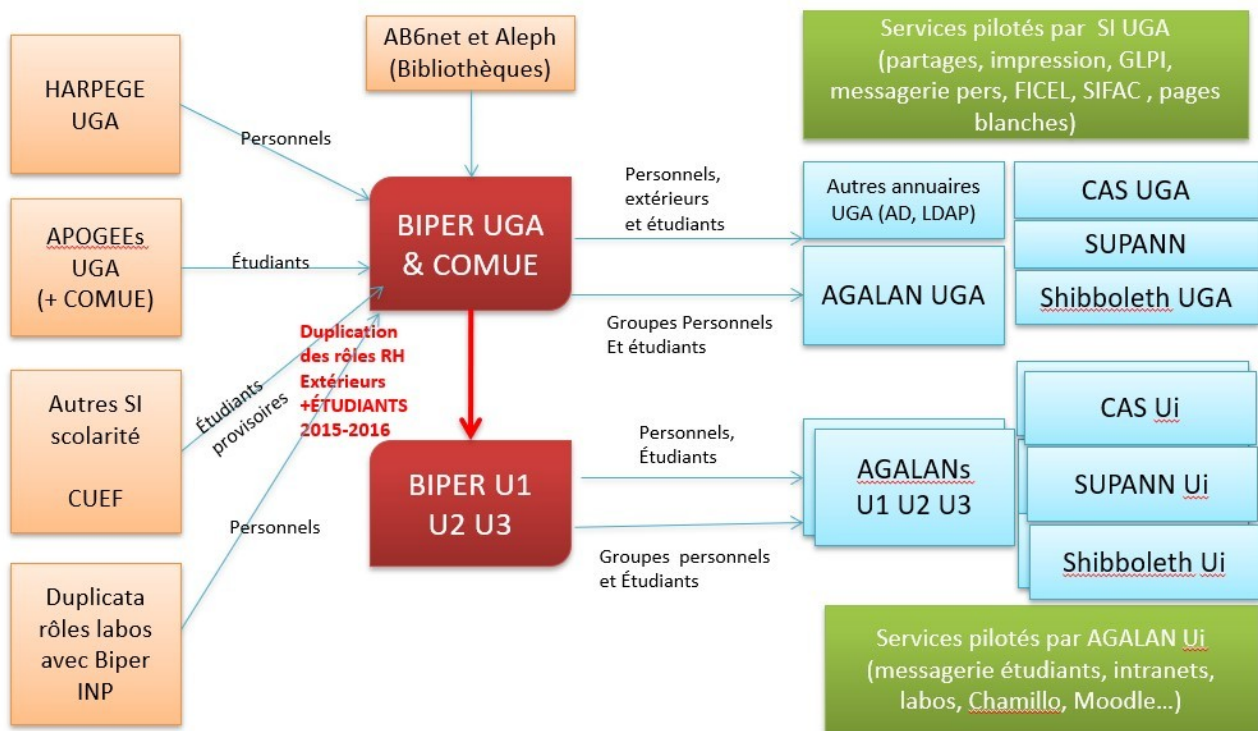 HARPEGE
UGA
AB6net et Aleph
(Bibliothèques)
Services pilotés par SI UGA
(partages, impression, GLPI,
messagerie pers, FICEL, SIFAC , pages
blanches)
Personnels
APOGEEs
UGA
(+ COMUE)
Étudiants
BIPER UGA
& COMUE
Personnels,
extérieurs
et étudiants
Autres annuaires
UGA (AD, LDAP)
CAS UGA
SUPANN
AGALAN UGA
Shibboleth UGA
Groupes Personnels
Et étudiants
Duplication
des rôles RH
Extérieurs
+ÉTUDIANTS
2015-2016
Autres SI
scolarité
CUEF
Étudiants
provisoires
BIPER U1
U2 U3
Personnels,
Étudiants
AGALANs
U1 U2 U3
CAS Ui
SUPANN Ui
Shibboleth Ui
Groupes personnels
et Étudiants
Personnels
Duplicata
rôles labos
avec Biper
INP
Services pilotés par AGALAN Ui
(messagerie étudiants, intranets,
labos, Chamillo, Moodle…)